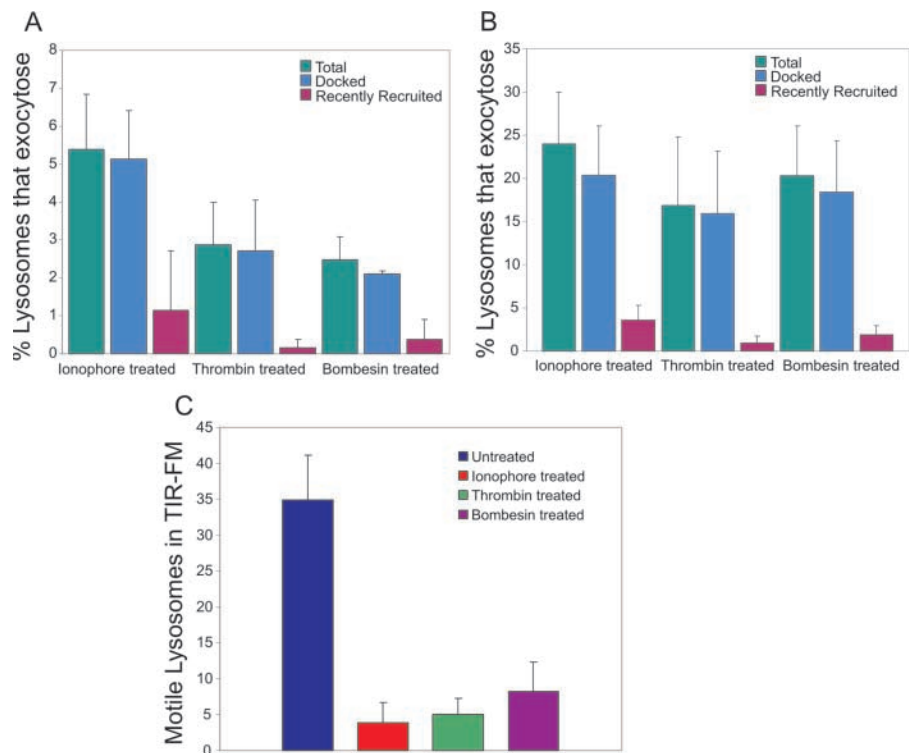 A
% Lysosomes that exocytose
8
7
6
5
4
3
2
1
0
Total
Docked
Recently Recruited
Ionophore treated Thrombin treated Bombesin treated
B
% Lysosomes that exocytose
35
30
25
20
15
10
5
0
Total
Docked
Recently Recruited
Ionophore treated Thrombin treated Bombesin treated
C
Motile Lysosomes in TIR-FM
45
40
35
30
25
20
15
10
5
0
Untreated
Ionophore treated
Thrombin treated
Bombesin treated